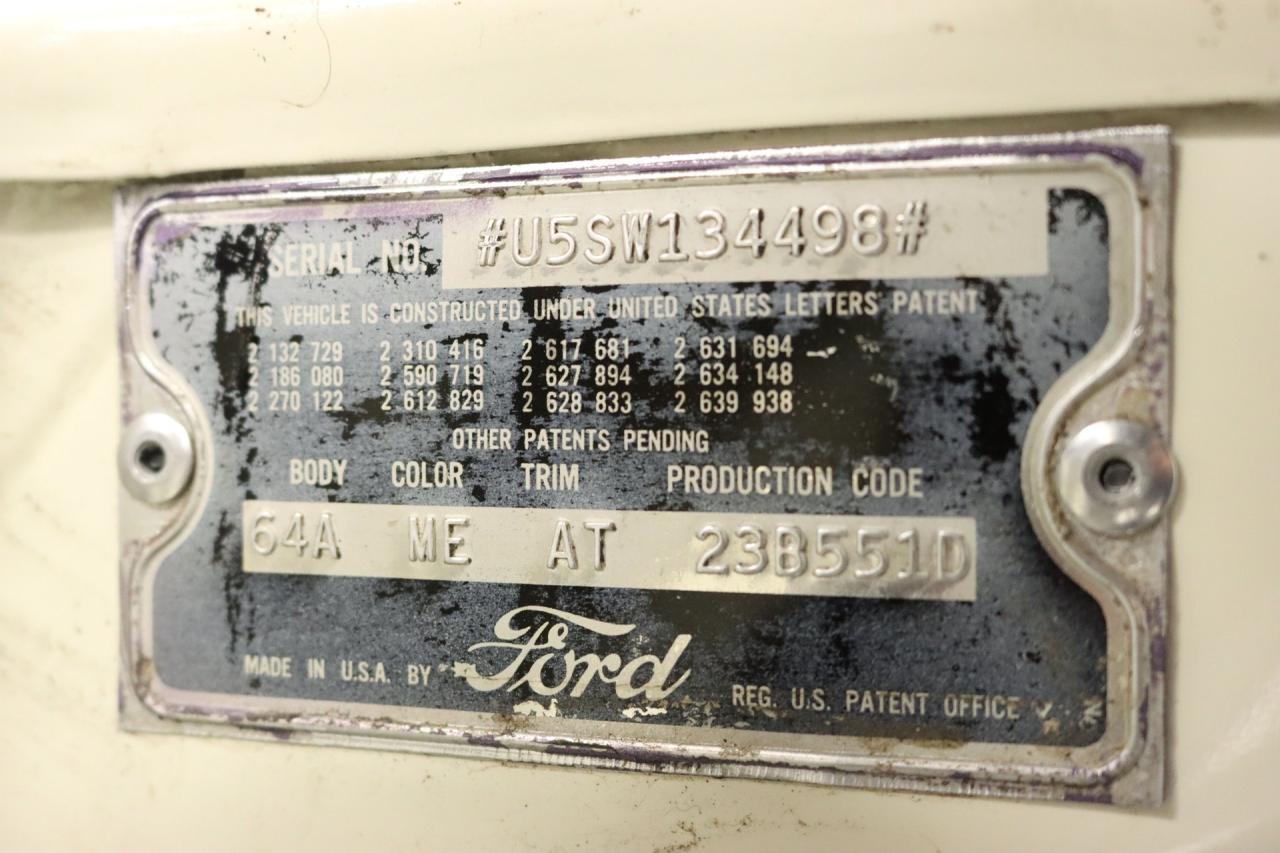 SERIAL NO. #U5SW134498#
THIS VEHICLE IS CONSTRUCTED UNDER UNITED STATES LETTERS PATENT
2 132 729 2 310 416 2 617 681 2 631 694
2 186 080 2 590 719 2 627 894 2 634 148
2 270 122 2 612 829 2 628 833 2 639 938
OTHER PATENTS PENDING
BODY COLOR TRIM PRODUCTION CODE
64A ME AT 23B551D
MADE IN U.S.A. BY Ford REG. U.S. PATENT OFFICE